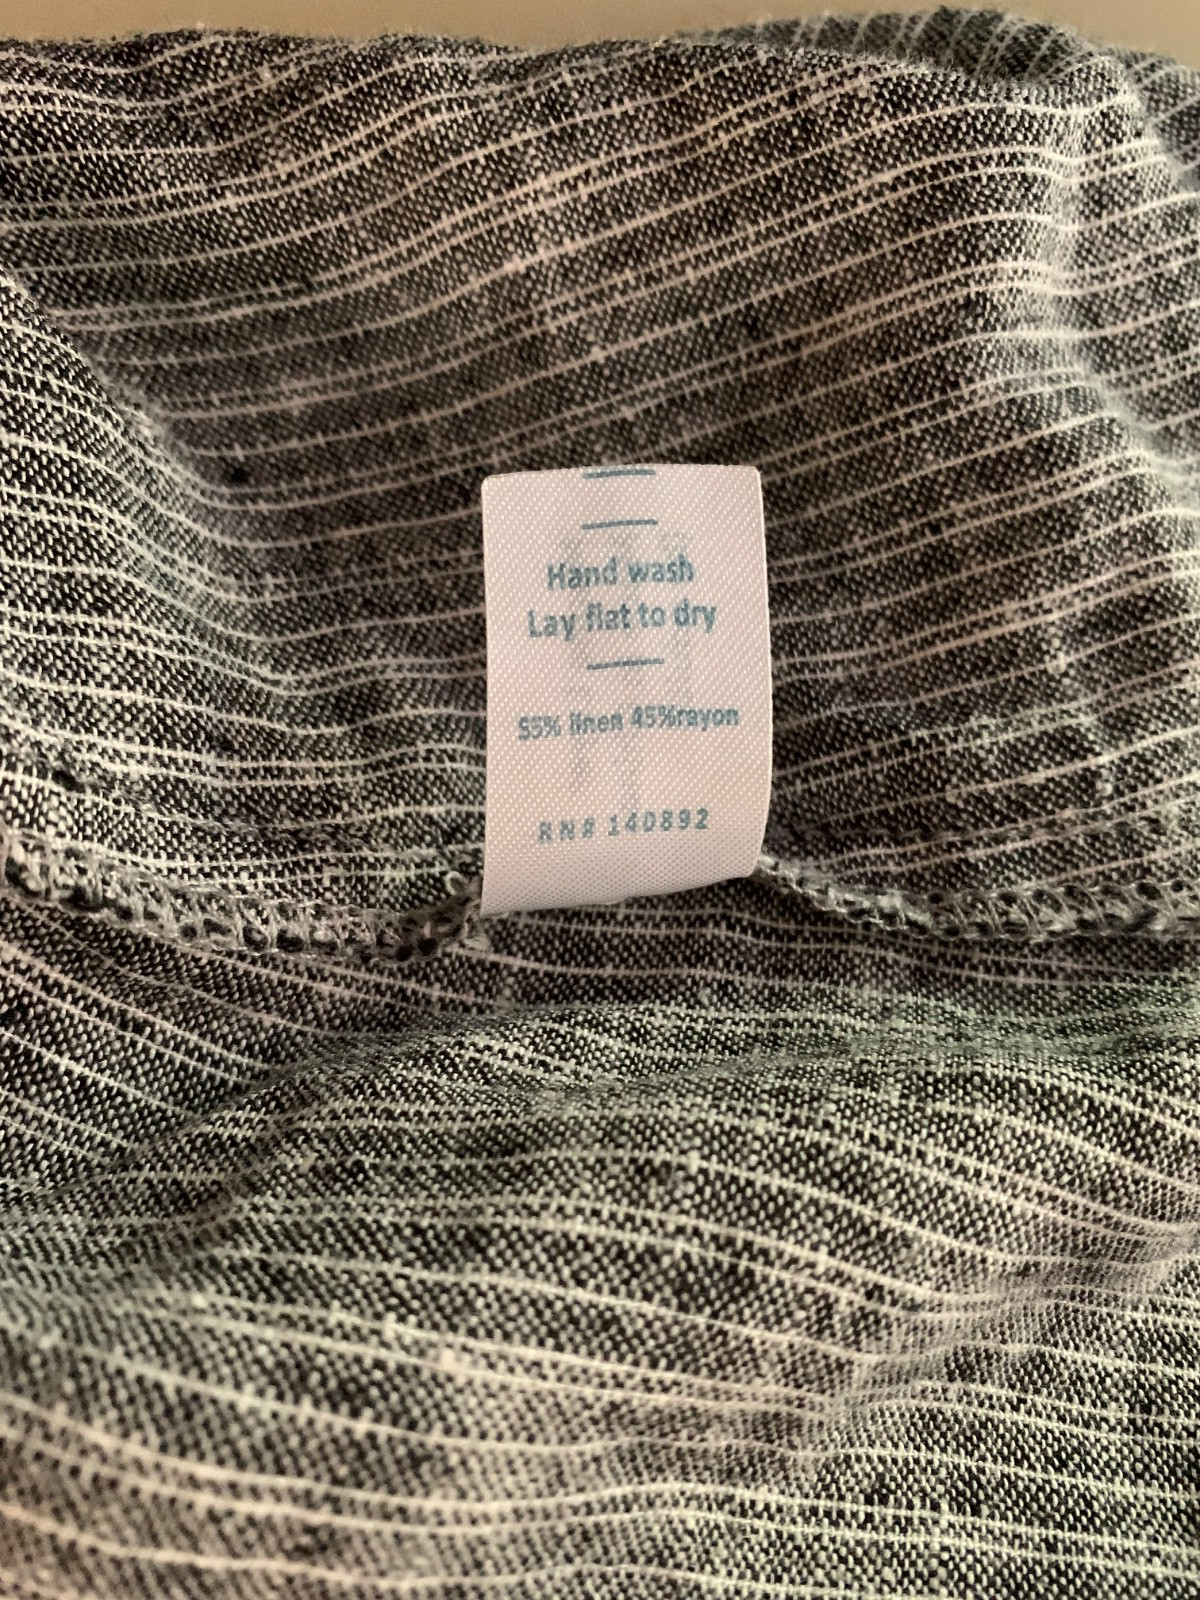 Hand wash
Lay flat to dry
55% linen 45%rayon
RN# 140892